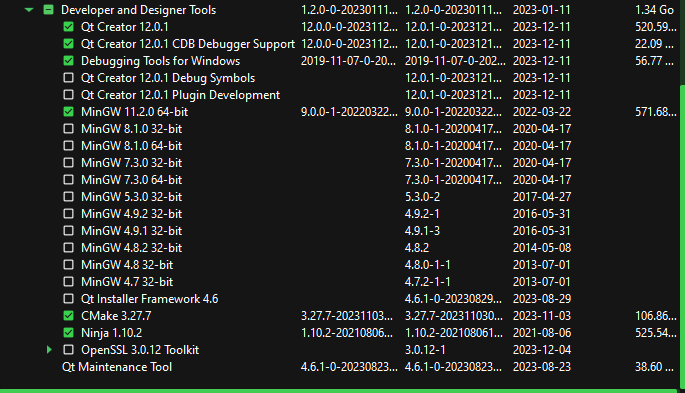 Developer and Designer Tools 1.2.0-0-20230111... 1.2.0-0-20230111... 2023-01-11 1.34 Go
Qt Creator 12.0.1 12.0.0-0-2023112... 12.0.1-0-2023121... 2023-12-11 520.59...
Qt Creator 12.0.1 CDB Debugger Support 12.0.0-0-2023112... 12.0.1-0-2023121... 2023-12-11 22.09 ...
Debugging Tools for Windows 2019-11-07-0-20... 2019-11-07-0-202... 2023-12-11 56.77 ...
Qt Creator 12.0.1 Debug Symbols 12.0.1-0-2023121... 2023-12-11
Qt Creator 12.0.1 Plugin Development 12.0.1-0-2023121... 2023-12-11
MinGW 11.2.0 64-bit 9.0.0-1-20220322... 9.0.0-1-20220322... 2022-03-22 571.68...
MinGW 8.1.0 32-bit 8.1.0-1-20200417... 2020-04-17
MinGW 8.1.0 64-bit 8.1.0-1-20200417... 2020-04-17
MinGW 7.3.0 32-bit 7.3.0-1-20200417... 2020-04-17
MinGW 7.3.0 64-bit 7.3.0-1-20200417... 2020-04-17
MinGW 5.3.0 32-bit 5.3.0-2 2017-04-27
MinGW 4.9.2 32-bit 4.9.2-1 2016-05-31
MinGW 4.9.1 32-bit 4.9.1-3 2016-05-31
MinGW 4.8.2 32-bit 4.8.2 2014-05-08
MinGW 4.8 32-bit 4.8.0-1-1 2013-07-01
MinGW 4.7 32-bit 4.7.2-1-1 2013-07-01
Qt Installer Framework 4.6 4.6.1-0-20230829... 2023-08-29
CMake 3.27.7 3.27.7-20231103... 3.27.7-202311030... 2023-11-03 106.86...
Ninja 1.10.2 1.10.2-20210806... 1.10.2-202108061... 2021-08-06 525.54...
OpenSSL 3.0.12 Toolkit 3.0.12-1 2023-12-04
Qt Maintenance Tool 4.6.1-0-20230823... 4.6.1-0-20230823... 2023-08-23 38.60 ...